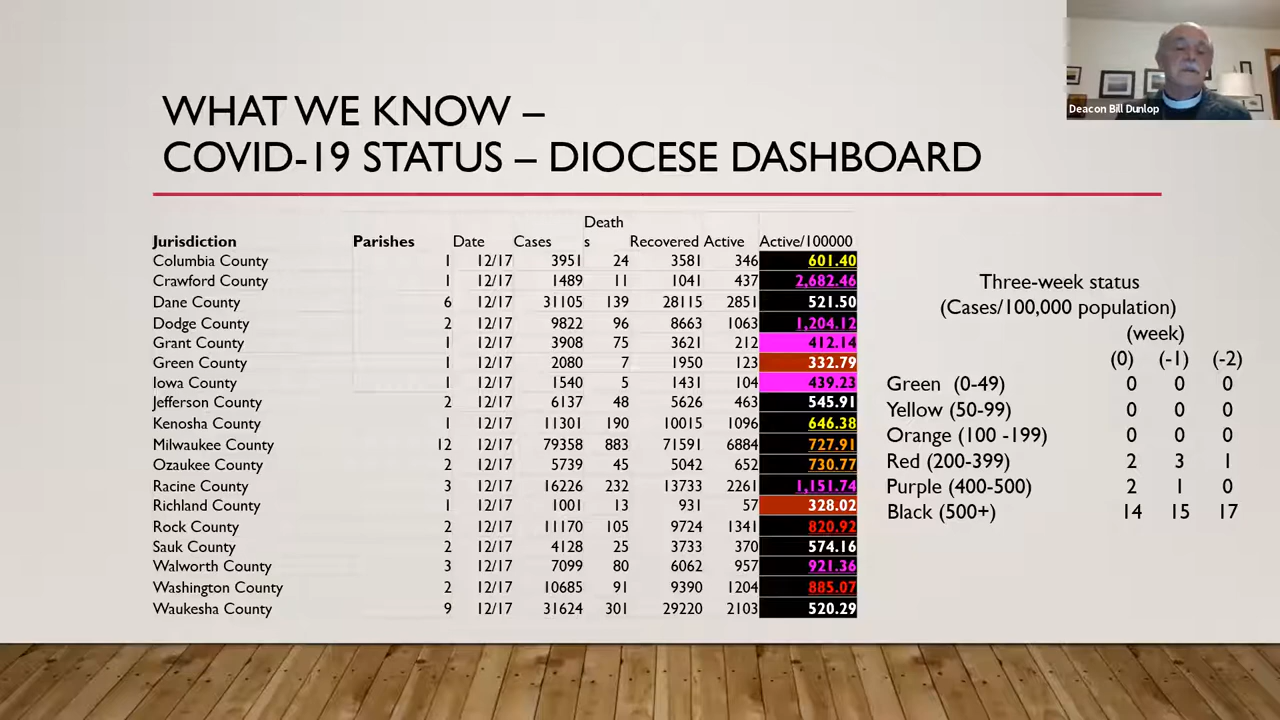 Deacon Bill Dunlop
WHAT WE KNOW –
COVID-19 STATUS – DIOCESE DASHBOARD
Jurisdiction Parishes Date Cases Deaths Recovered Active Active/100000
Columbia County 1 12/17 3951 24 3581 346 601.40
Crawford County 1 12/17 1489 11 1041 437 2,682.46
Dane County 6 12/17 31105 139 28115 2851 521.50
Dodge County 2 12/17 9822 96 8663 1063 1,204.12
Grant County 1 12/17 3908 75 3621 212 412.14
Green County 1 12/17 2080 7 1950 123 332.79
Iowa County 1 12/17 1540 5 1431 104 439.23
Jefferson County 2 12/17 6137 48 5626 463 545.91
Kenosha County 1 12/17 11301 190 10015 1096 646.38
Milwaukee County 12 12/17 79358 883 71591 6884 727.91
Ozaukee County 2 12/17 5739 45 5042 652 730.77
Racine County 3 12/17 16226 232 13733 2261 1,151.74
Richland County 1 12/17 1001 13 931 57 328.02
Rock County 2 12/17 11170 105 9724 1341 820.92
Sauk County 2 12/17 4128 25 3733 370 574.16
Walworth County 3 12/17 7099 80 6062 957 921.36
Washington County 2 12/17 10685 91 9390 1204 885.07
Waukesha County 9 12/17 31624 301 29220 2103 520.29
Three-week status
(Cases/100,000 population)
(week)
(0) (-1) (-2)
Green (0-49) 0 0 0
Yellow (50-99) 0 0 0
Orange (100 -199) 0 0 0
Red (200-399) 2 3 1
Purple (400-500) 2 1 0
Black (500+) 14 15 17